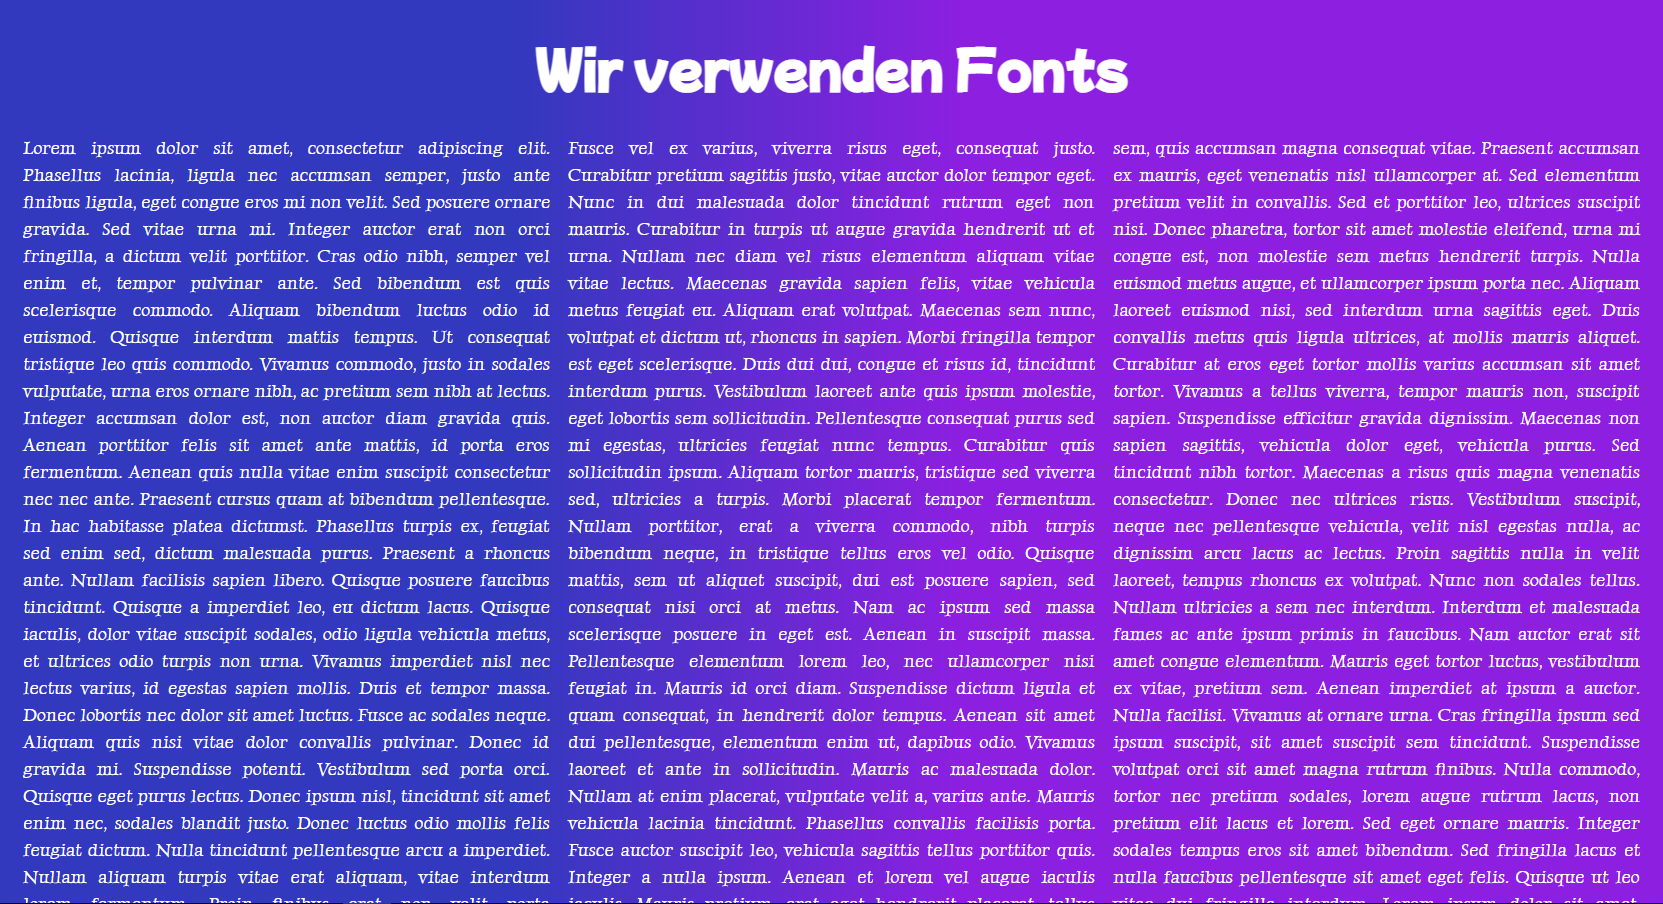 Wir verwenden Fonts
Lorem ipsum dolor sit amet, consectetur adipiscing elit.
Phasellus lacinia, ligula nec accumsan semper, justo ante
finibus ligula, eget congue eros mi non velit. Sed posuere ornare
gravida. Sed vitae urna mi. Integer auctor erat non orci
fringilla, a dictum velit porttitor. Cras odio nibh, semper vel
enim et, tempor pulvinar ante. Sed bibendum est quis
scelerisque commodo. Aliquam bibendum luctus odio id
euismod. Quisque interdum mattis tempus. Ut consequat
tristique leo quis commodo. Vivamus commodo, justo in sodales
vulputate, urna eros ornare nibh, ac pretium sem nibh at lectus.
Integer accumsan dolor est, non auctor diam gravida quis.
Aenean porttitor felis sit amet ante mattis, id porta eros
fermentum. Aenean quis nulla vitae enim suscipit consectetur
nec nec ante. Praesent cursus quam at bibendum pellentesque.
In hac habitasse platea dictumst. Phasellus turpis ex, feugiat
sed enim sed, dictum malesuada purus. Praesent a rhoncus
ante. Nullam facilisis sapien libero. Quisque posuere faucibus
tincidunt. Quisque a imperdiet leo, eu dictum lacus. Quisque
iaculis, dolor vitae suscipit sodales, odio ligula vehicula metus,
et ultrices odio turpis non urna. Vivamus imperdiet nisl nec
lectus varius, id egestas sapien mollis. Duis et tempor massa.
Donec lobortis nec dolor sit amet luctus. Fusce ac sodales neque.
Aliquam quis nisi vitae dolor convallis pulvinar. Donec id
gravida mi. Suspendisse potenti. Vestibulum sed porta orci.
Quisque eget purus lectus. Donec ipsum nisl, tincidunt sit amet
enim nec, sodales blandit justo. Donec luctus odio mollis felis
feugiat dictum. Nulla tincidunt pellentesque arcu a imperdiet.
Nullam aliquam turpis vitae erat aliquam, vitae interdum
lorem fermentum. Proin finibus erat non velit porta
Fusce vel ex varius, viverra risus eget, consequat justo.
Curabitur pretium sagittis justo, vitae auctor dolor tempor eget.
Nunc in dui malesuada dolor tincidunt rutrum eget non
mauris. Curabitur in turpis ut augue gravida hendrerit ut et
urna. Nullam nec diam vel risus elementum aliquam vitae
vitae lectus. Maecenas gravida sapien felis, vitae vehicula
metus feugiat eu. Aliquam erat volutpat. Maecenas sem nunc,
volutpat et dictum ut, rhoncus in sapien. Morbi fringilla tempor
est eget scelerisque. Duis dui dui, congue et risus id, tincidunt
interdum purus. Vestibulum laoreet ante quis ipsum molestie,
eget lobortis sem sollicitudin. Pellentesque consequat purus sed
mi egestas, ultricies feugiat nunc tempus. Curabitur quis
sollicitudin ipsum. Aliquam tortor mauris, tristique sed viverra
sed, ultricies a turpis. Morbi placerat tempor fermentum.
Nullam porttitor, erat a viverra commodo, nibh turpis
bibendum neque, in tristique tellus eros vel odio. Quisque
mattis, sem ut aliquet suscipit, dui est posuere sapien, sed
consequat nisi orci at metus. Nam ac ipsum sed massa
scelerisque posuere in eget est. Aenean in suscipit massa.
Pellentesque elementum lorem leo, nec ullamcorper nisi
feugiat in. Mauris id orci diam. Suspendisse dictum ligula et
quam consequat, in hendrerit dolor tempus. Aenean sit amet
dui pellentesque, elementum enim ut, dapibus odio. Vivamus
laoreet et ante in sollicitudin. Mauris ac malesuada dolor.
Nullam at enim placerat, vulputate velit a, varius ante. Mauris
vehicula lacinia tincidunt. Phasellus convallis facilisis porta.
Fusce auctor suscipit leo, vehicula sagittis tellus porttitor quis.
Integer a nulla ipsum. Aenean et lorem vel augue iaculis
iaculis. Mauris pretium, erat eget hendrerit placerat, tellus
sem, quis accumsan magna consequat vitae. Praesent accumsan
ex mauris, eget venenatis nisl ullamcorper at. Sed elementum
pretium velit in convallis. Sed et porttitor leo, ultrices suscipit
nisi. Donec pharetra, tortor sit amet molestie eleifend, urna mi
congue est, non molestie sem metus hendrerit turpis. Nulla
euismod metus augue, et ullamcorper ipsum porta nec. Aliquam
laoreet euismod nisi, sed interdum urna sagittis eget. Duis
convallis metus quis ligula ultrices, at mollis mauris aliquet.
Curabitur at eros eget tortor mollis varius accumsan sit amet
tortor. Vivamus a tellus viverra, tempor mauris non, suscipit
sapien. Suspendisse efficitur gravida dignissim. Maecenas non
sapien sagittis, vehicula dolor eget, vehicula purus. Sed
tincidunt nibh tortor. Maecenas a risus quis magna venenatis
consectetur. Donec nec ultrices risus. Vestibulum suscipit,
neque nec pellentesque vehicula, velit nisl egestas nulla, ac
dignissim arcu lacus ac lectus. Proin sagittis nulla in velit
laoreet, tempus rhoncus ex volutpat. Nunc non sodales tellus.
Nullam ultricies a sem nec interdum. Interdum et malesuada
fames ac ante ipsum primis in faucibus. Nam auctor erat sit
amet congue elementum. Mauris eget tortor luctus, vestibulum
ex vitae, pretium sem. Aenean imperdiet at ipsum a auctor.
Nulla facilisi. Vivamus at ornare urna. Cras fringilla ipsum sed
ipsum suscipit, sit amet suscipit sem tincidunt. Suspendisse
volutpat orci sit amet magna rutrum finibus. Nulla commodo,
tortor nec pretium sodales, lorem augue rutrum lacus, non
pretium elit lacus et lorem. Sed eget ornare mauris. Integer
sodales tempus eros sit amet bibendum. Sed fringilla lacus et
nulla faucibus pellentesque sit amet eget felis. Quisque ut leo
vitae dui fringilla interdum. Lorem ipsum dolor sit amet,